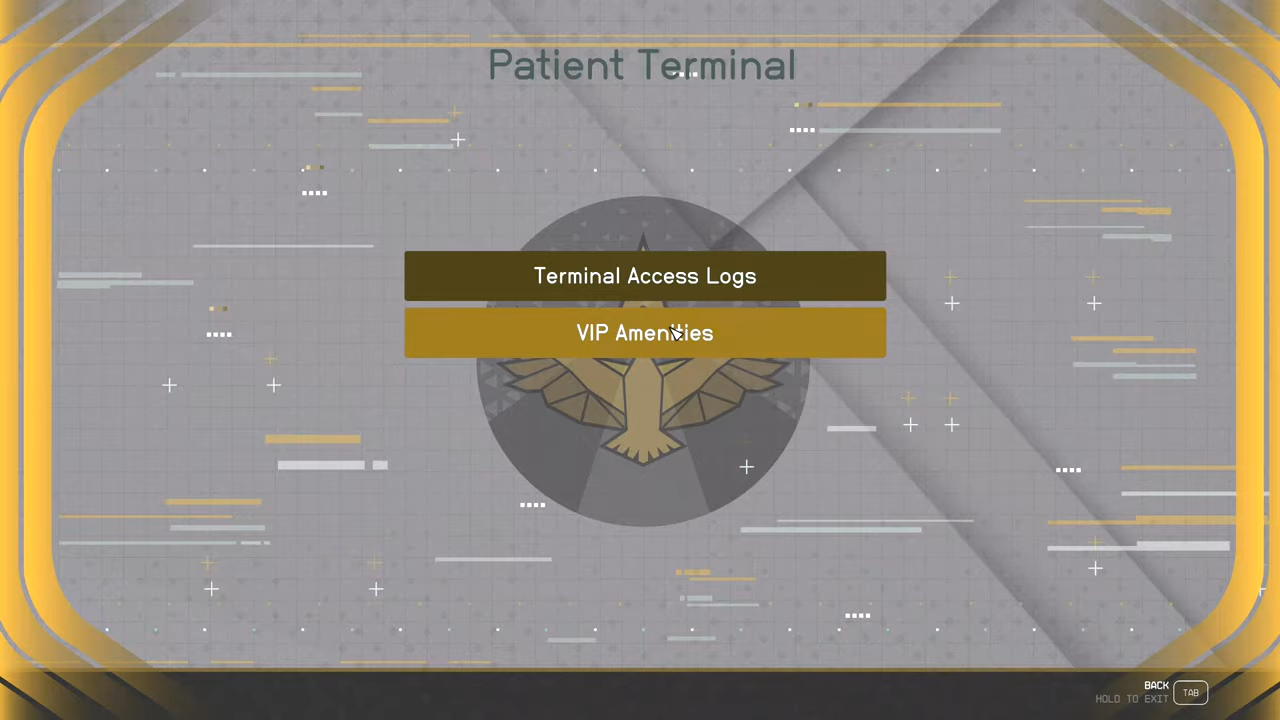 Patient Terminal
Terminal Access Logs
VIP Amenities
BACK
HOLD TO EXIT
TAB